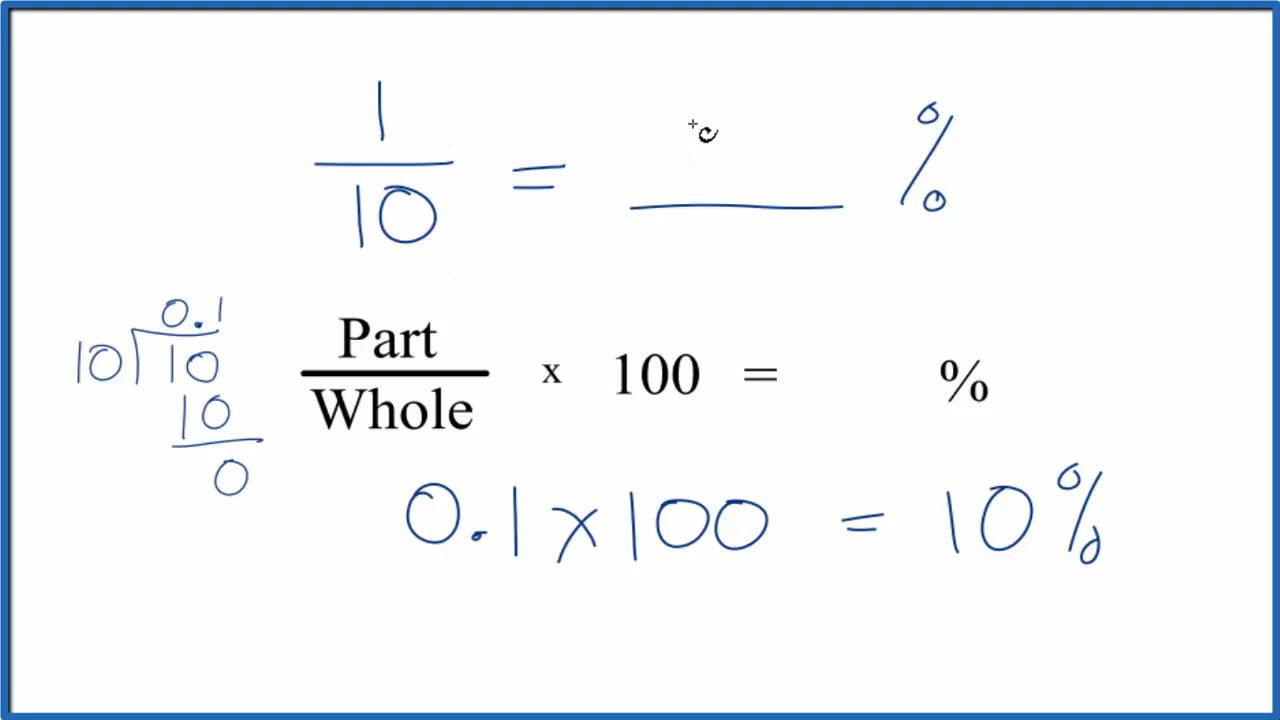 1/10 = ___ %
0.1
10)10
10
0
Part/Whole x 100 = %
0.1 x 100 = 10%